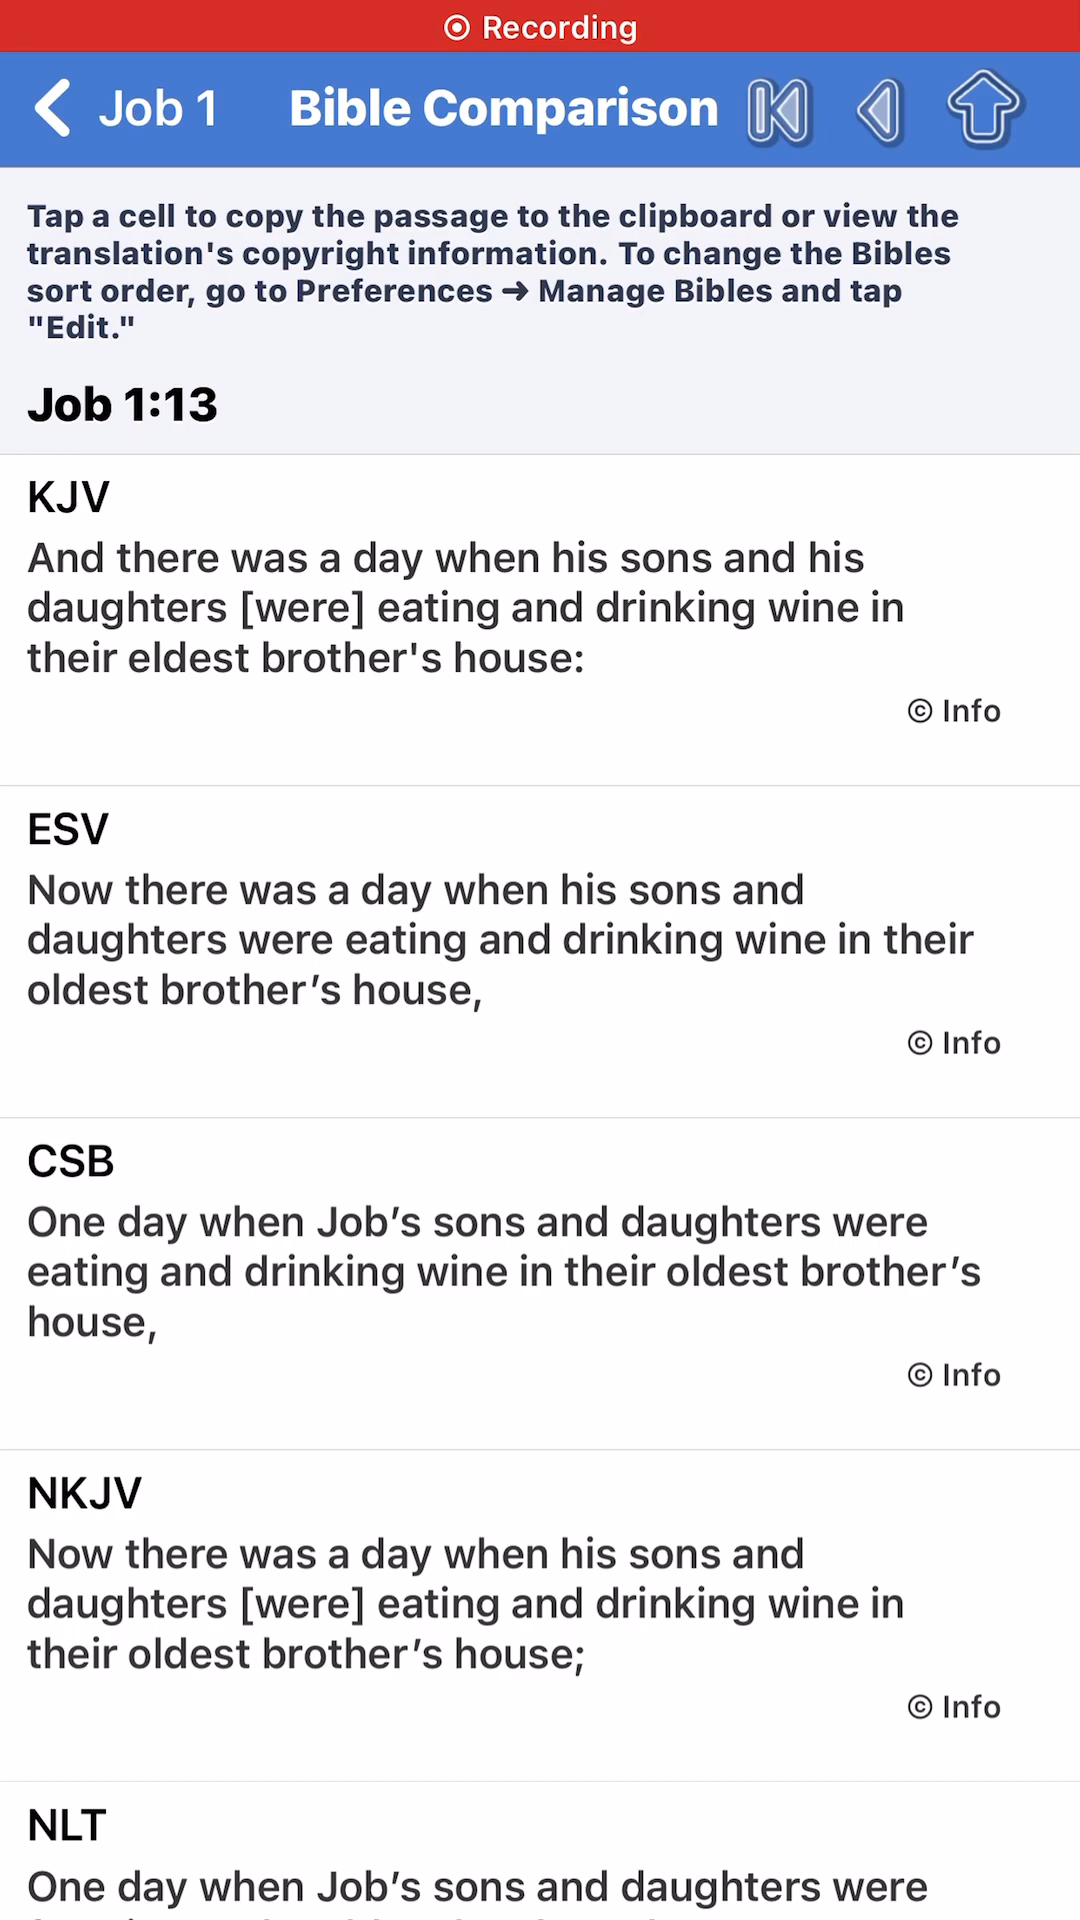 Recording
Job 1 Bible Comparison
Tap a cell to copy the passage to the clipboard or view the
translation's copyright information. To change the Bibles
sort order, go to Preferences ➜ Manage Bibles and tap
"Edit."
Job 1:13
KJV
And there was a day when his sons and his
daughters [were] eating and drinking wine in
their eldest brother's house:
© Info
ESV
Now there was a day when his sons and
daughters were eating and drinking wine in their
oldest brother’s house,
© Info
CSB
One day when Job’s sons and daughters were
eating and drinking wine in their oldest brother’s
house,
© Info
NKJV
Now there was a day when his sons and
daughters [were] eating and drinking wine in
their oldest brother’s house;
© Info
NLT
One day when Job’s sons and daughters were